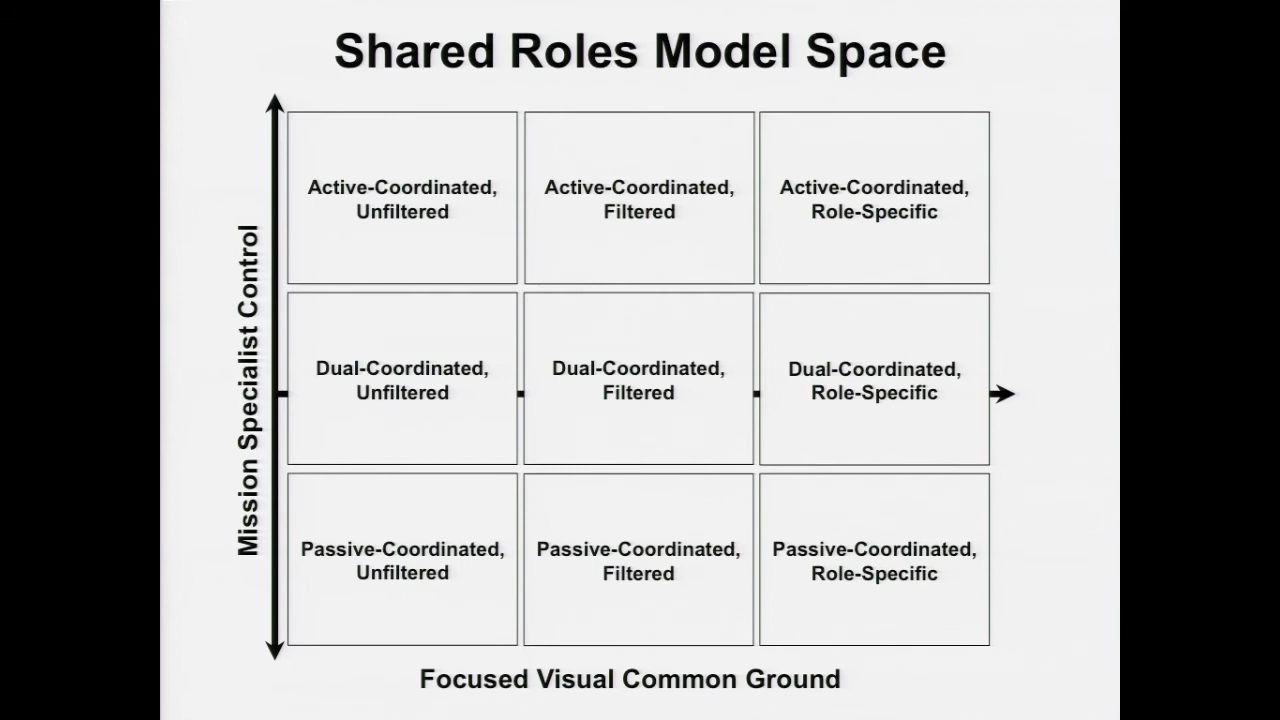 Shared Roles Model Space
Mission Specialist Control
Active-Coordinated,
Unfiltered
Active-Coordinated,
Filtered
Active-Coordinated,
Role-Specific
Dual-Coordinated,
Unfiltered
Dual-Coordinated,
Filtered
Dual-Coordinated,
Role-Specific
Passive-Coordinated,
Unfiltered
Passive-Coordinated,
Filtered
Passive-Coordinated,
Role-Specific
Focused Visual Common Ground